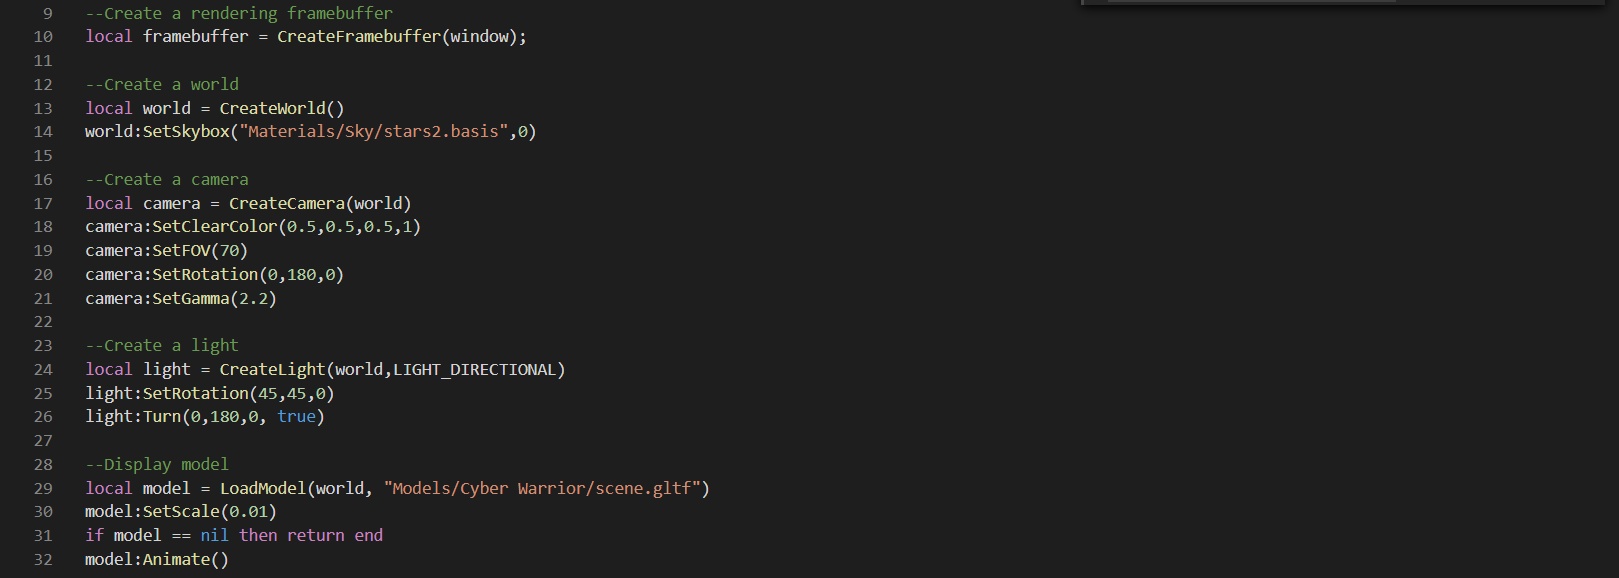 9 --Create a rendering framebuffer
10 local framebuffer = CreateFramebuffer(window);
11
12 --Create a world
13 local world = CreateWorld()
14 world:SetSkybox("Materials/Sky/stars2.basis",0)
15
16 --Create a camera
17 local camera = CreateCamera(world)
18 camera:SetClearColor(0.5,0.5,0.5,1)
19 camera:SetFOV(70)
20 camera:SetRotation(0,180,0)
21 camera:SetGamma(2.2)
22
23 --Create a light
24 local light = CreateLight(world,LIGHT_DIRECTIONAL)
25 light:SetRotation(45,45,0)
26 light:Turn(0,180,0, true)
27
28 --Display model
29 local model = LoadModel(world, "Models/Cyber Warrior/scene.gltf")
30 model:SetScale(0.01)
31 if model == nil then return end
32 model:Animate()